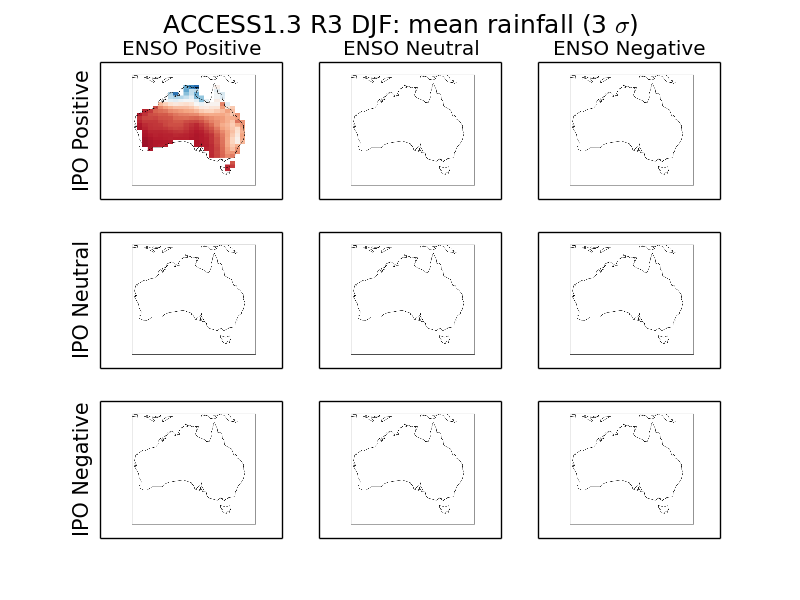 ACCESS1.3 R3 DJF: mean rainfall (3 σ)
ENSO Positive ENSO Neutral ENSO Negative
IPO Positive
IPO Neutral
IPO Negative